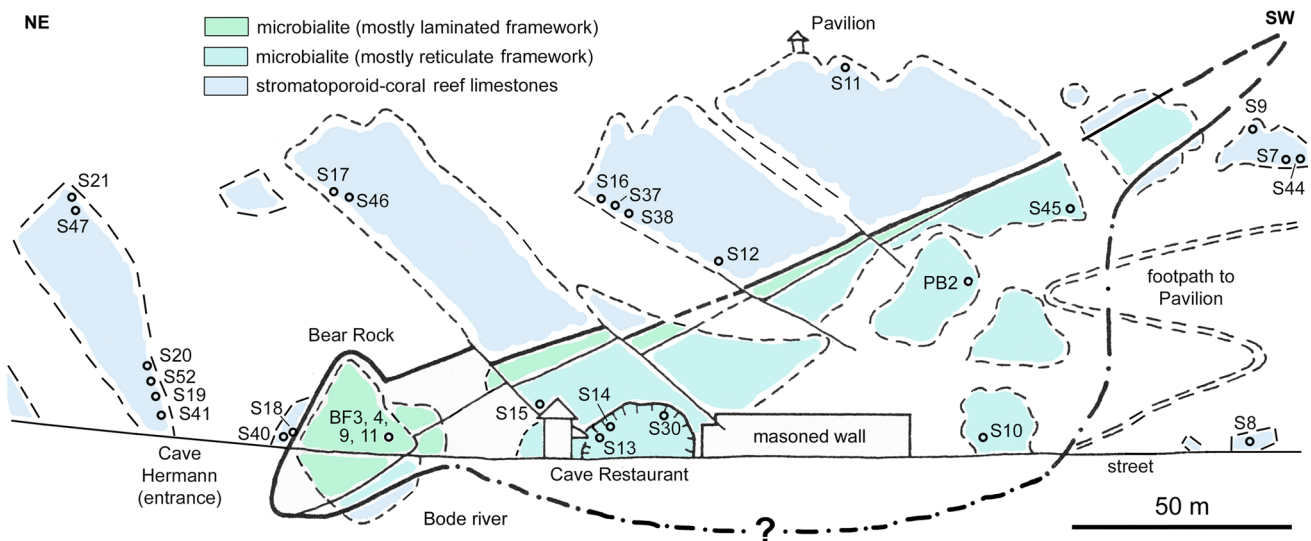 NE
SW
microbialite (mostly laminated framework)
microbialite (mostly reticulate framework)
stromatoporoid-coral reef limestones
Pavilion
S11
S9
S7
S44
S21
S47
S17
S46
S16
S37
S38
S12
S45
PB2
footpath to
Pavilion
Bear Rock
S20
S52
S19
S41
S18
S40
BF3, 4,
9, 11
S15
S14
S13
S30
masoned wall
S10
S8
street
Cave
Hermann
(entrance)
Cave Restaurant
Bode river
?
50 m